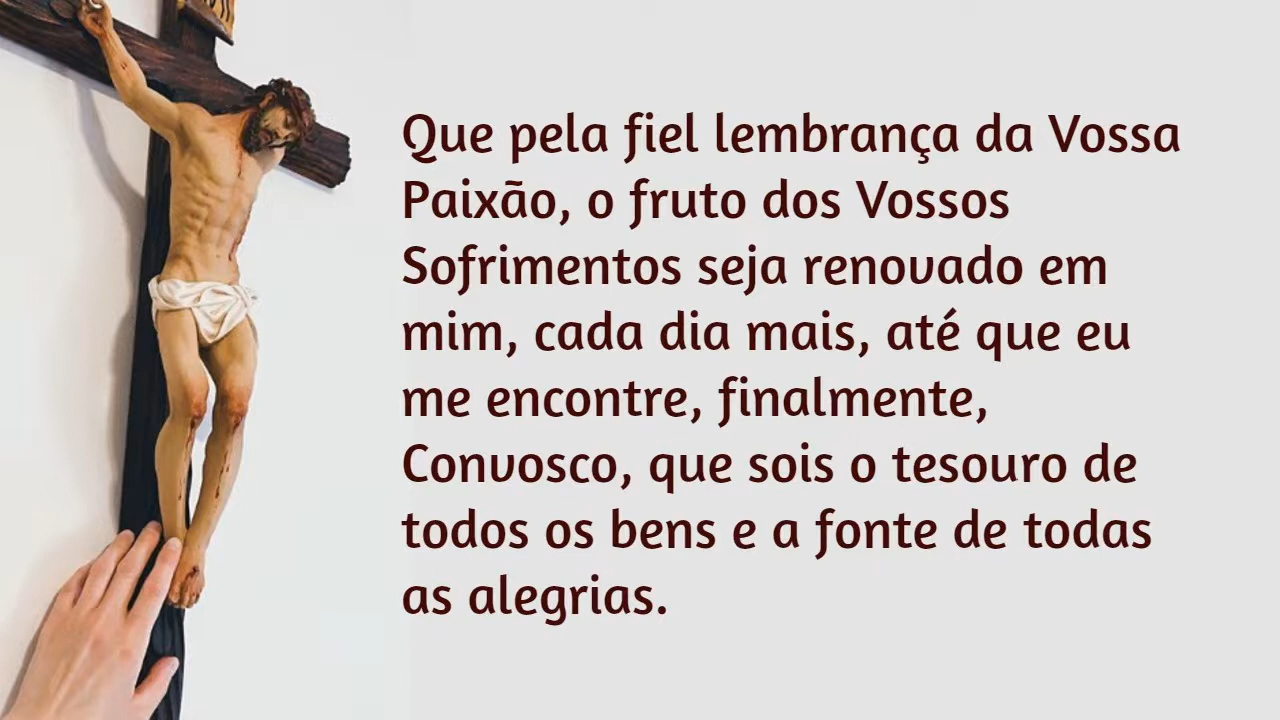 Que pela fiel lembrança da Vossa
Paixão, o fruto dos Vossos
Sofrimentos seja renovado em
mim, cada dia mais, até que eu
me encontre, finalmente,
Convosco, que sois o tesouro de
todos os bens e a fonte de todas
as alegrias.